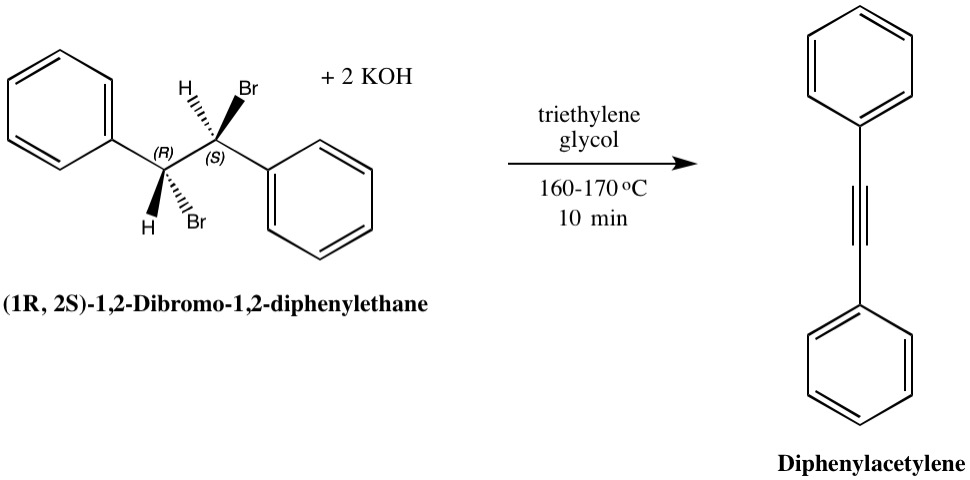 + 2 KOH
H
Br
(R)
(S)
H
Br
triethylene
glycol
160-170 ºC
10 min
(1R, 2S)-1,2-Dibromo-1,2-diphenylethane
Diphenylacetylene